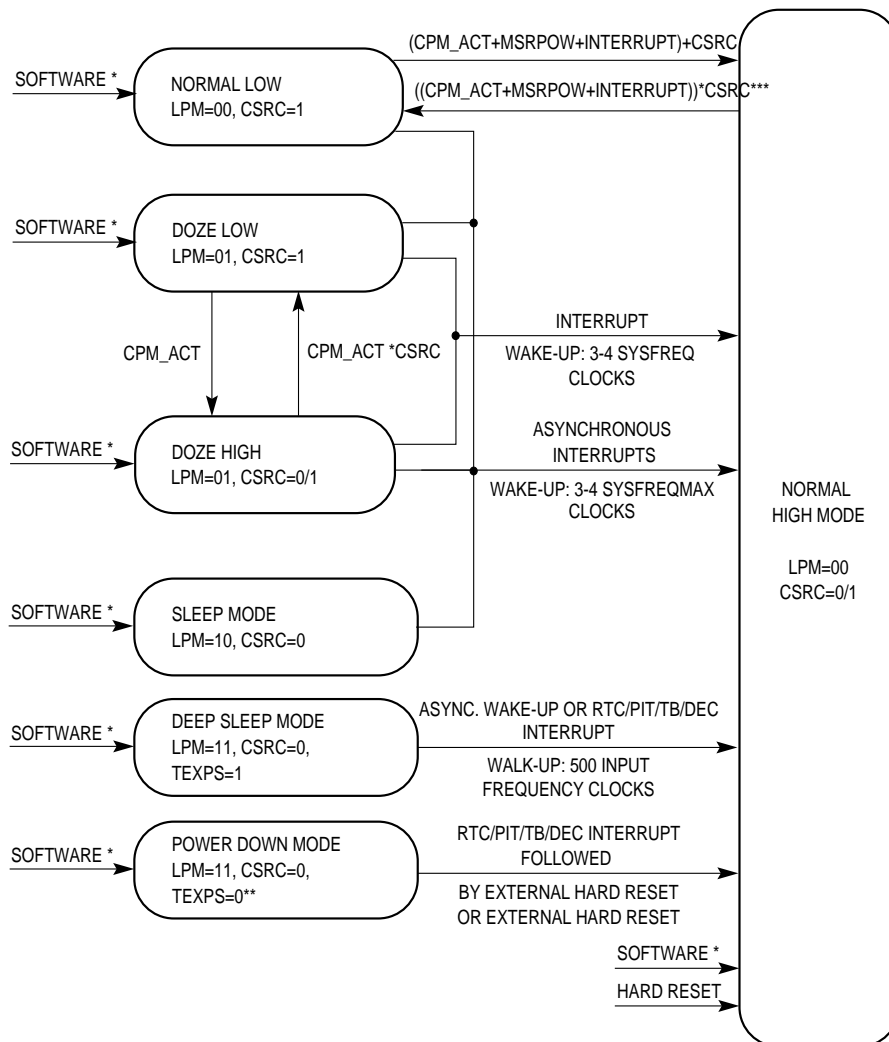 (CPM_ACT+MSRPOW+INTERRUPT)+CSRC
SOFTWARE *
NORMAL LOW
LPM=00, CSRC=1
((CPM_ACT+MSRPOW+INTERRUPT))*CSRC***
SOFTWARE *
DOZE LOW
LPM=01, CSRC=1
CPM_ACT
CPM_ACT *CSRC
INTERRUPT
WAKE-UP: 3-4 SYSFREQ
CLOCKS
SOFTWARE *
DOZE HIGH
LPM=01, CSRC=0/1
ASYNCHRONOUS
INTERRUPTS
WAKE-UP: 3-4 SYSFREQMAX
CLOCKS
NORMAL
HIGH MODE
LPM=00
CSRC=0/1
SOFTWARE *
SLEEP MODE
LPM=10, CSRC=0
SOFTWARE *
DEEP SLEEP MODE
LPM=11, CSRC=0,
TEXPS=1
ASYNC. WAKE-UP OR RTC/PIT/TB/DEC
INTERRUPT
WALK-UP: 500 INPUT
FREQUENCY CLOCKS
SOFTWARE *
POWER DOWN MODE
LPM=11, CSRC=0,
TEXPS=0**
RTC/PIT/TB/DEC INTERRUPT
FOLLOWED
BY EXTERNAL HARD RESET
OR EXTERNAL HARD RESET
SOFTWARE *
HARD RESET